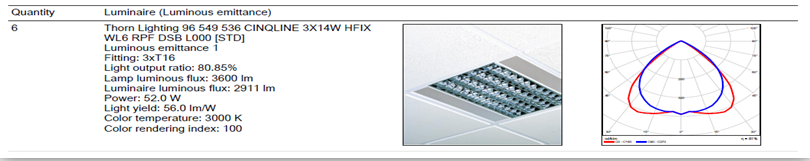 Quantity Luminaire (Luminous emittance)
6 Thorn Lighting 96 549 536 CINQLINE 3X14W HFIX
WL6 RPF DSB L000 [STD]
Luminous emittance 1
Fitting: 3xT16
Light output ratio: 80.85%
Lamp luminous flux: 3600 lm
Luminaire luminous flux: 2911 lm
Power: 52.0 W
Light yield: 56.0 lm/W
Color temperature: 3000 K
Color rendering index: 100